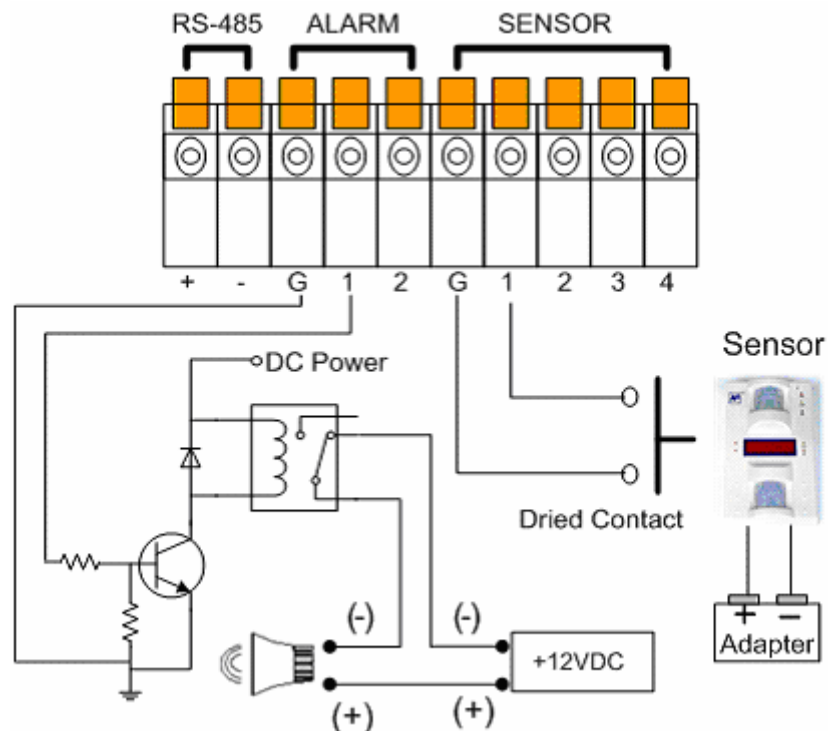 RS-485 ALARM SENSOR
+ - G 1 2 G 1 2 3 4
DC Power
Sensor
Dried Contact
(-) (-)
+12VDC
(+) (+)
+ −
Adapter